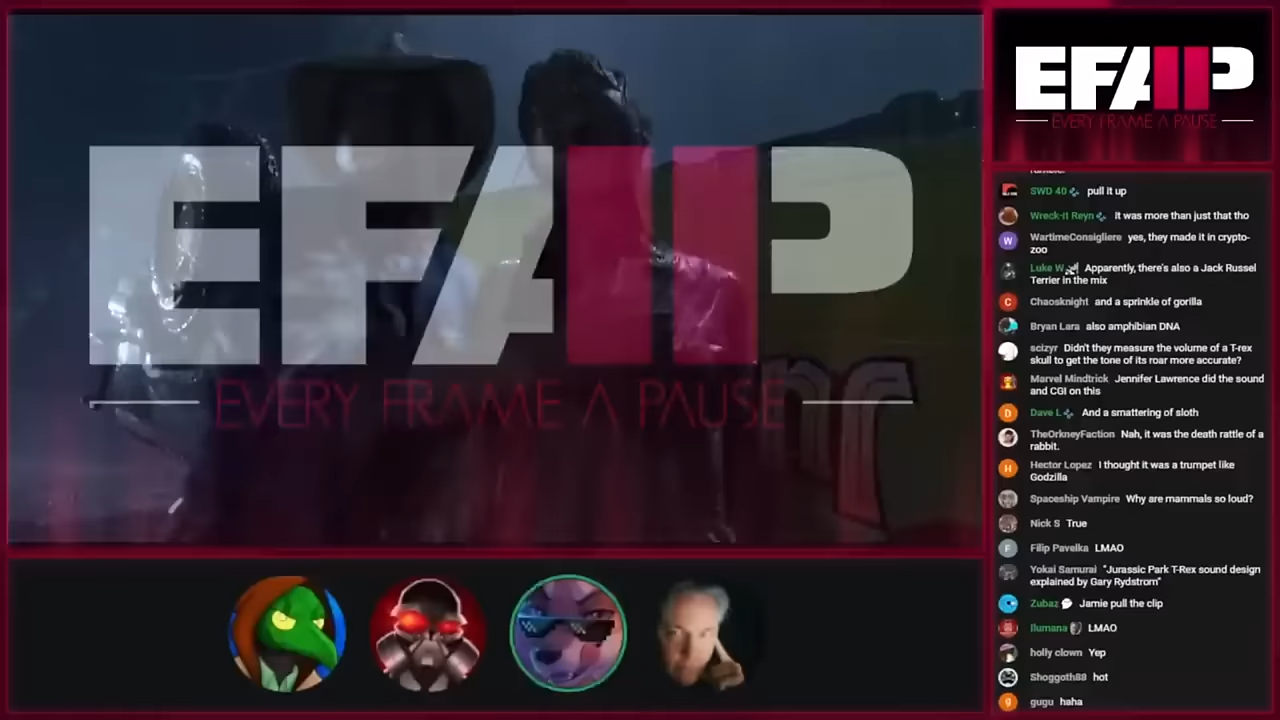 EFAP
EVERY FRAME A PAUSE
EFAP
EVERY FRAME A PAUSE
rumble.
SWD 40 pull it up
Wreck-it Reyn it was more than just that tho
W
WartimeConsigliere yes, they made it in crypto-
zoo
Luke W Apparently, there's also a Jack Russel
Terrier in the mix
C
Chaosknight and a sprinkle of gorilla
Bryan Lara also amphibian DNA
scizyr Didn't they measure the volume of a T-rex
skull to get the tone of its roar more accurate?
Marvel Mindtrick Jennifer Lawrence did the sound
and CGI on this
D
Dave L And a smattering of sloth
TheOrkneyFaction Nah, it was the death rattle of a
rabbit.
H
Hector Lopez I thought it was a trumpet like
Godzilla
Spaceship Vampire Why are mammals so loud?
Nick S True
F
Filip Pavelka LMAO
Yokai Samurai "Jurassic Park T-Rex sound design
explained by Gary Rydstrom"
Zubaz Jamie pull the clip
Ilumana LMAO
holly clown Yep
Shoggoth88 hot
g
gugu haha